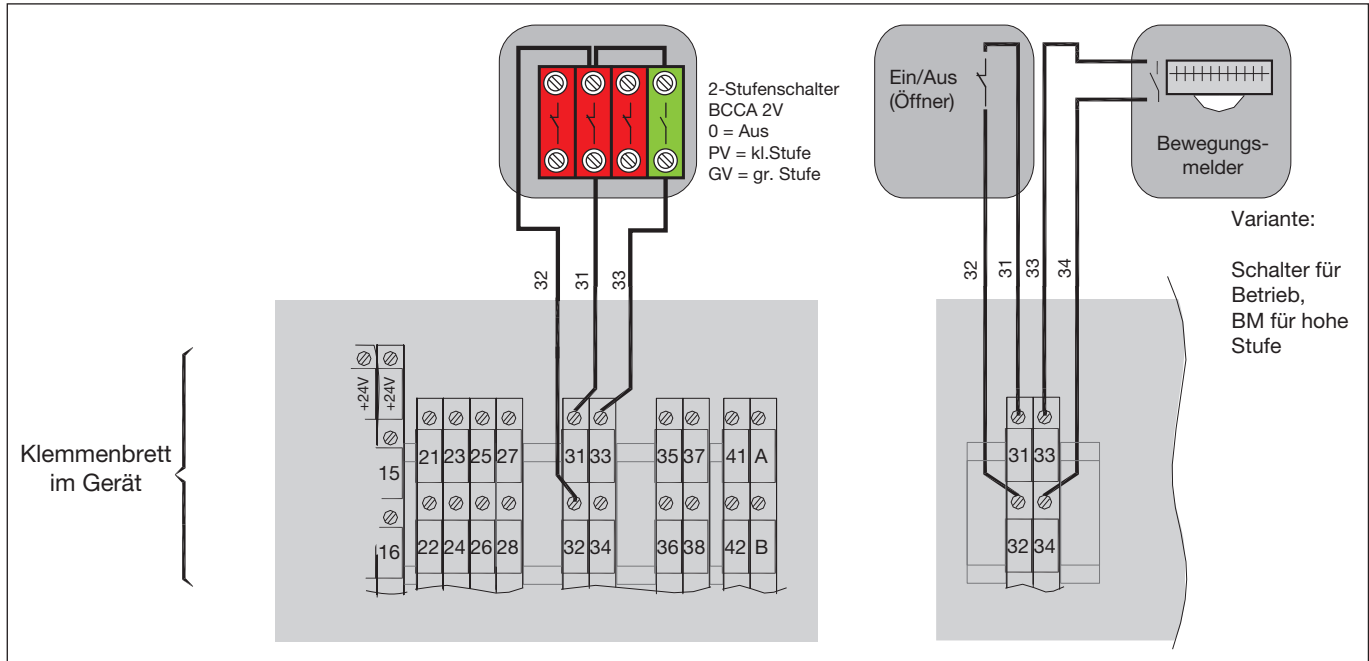 2-Stufenschalter
BCCA 2V
0 = Aus
PV = kl.Stufe
GV = gr. Stufe
Ein/Aus
(Öffner)
Bewegungs-
melder
Variante:
Schalter für
Betrieb,
BM für hohe
Stufe
32 31 33
32 31 33 34
Klemmenbrett
im Gerät
+24V +24V
15 21 23 25 27 31 33 35 37 41 A
16 22 24 26 28 32 34 36 38 42 B
31 33
32 34